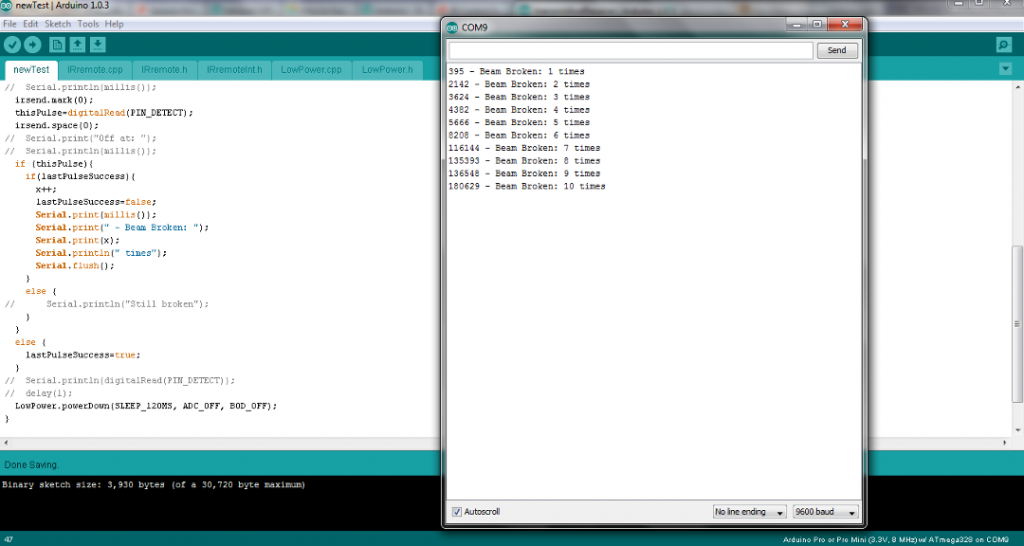 newTest | Arduino 1.0.3
File Edit Sketch Tools Help
newTest IRremote.cpp IRremote.h IRremoteInt.h LowPower.cpp LowPower.h
//  Serial.println(millis());
  irsend.mark(0);
  thisPulse=digitalRead(PIN_DETECT);
  irsend.space(0);
//  Serial.print("Off at: ");
//  Serial.println(millis());
  if (thisPulse){
    if(lastPulseSuccess){
      x++;
      lastPulseSuccess=false;
      Serial.print(millis());
      Serial.print(" - Beam Broken: ");
      Serial.print(x);
      Serial.println(" times");
      Serial.flush();
    }
    else {
//      Serial.println("Still broken");
    }
  }
  else {
    lastPulseSuccess=true;
  }
//  Serial.println(digitalRead(PIN_DETECT));
//  delay(1);
  LowPower.powerDown(SLEEP_120MS, ADC_OFF, BOD_OFF);
}
Done Saving.
Binary sketch size: 3,930 bytes (of a 30,720 byte maximum)
47
Arduino Pro or Pro Mini (3.3V, 8 MHz) w/ ATmega328 on COM9
COM9
Send
395 - Beam Broken: 1 times
2142 - Beam Broken: 2 times
3624 - Beam Broken: 3 times
4382 - Beam Broken: 4 times
5666 - Beam Broken: 5 times
8208 - Beam Broken: 6 times
116144 - Beam Broken: 7 times
135393 - Beam Broken: 8 times
136548 - Beam Broken: 9 times
180629 - Beam Broken: 10 times
Autoscroll
No line ending
9600 baud